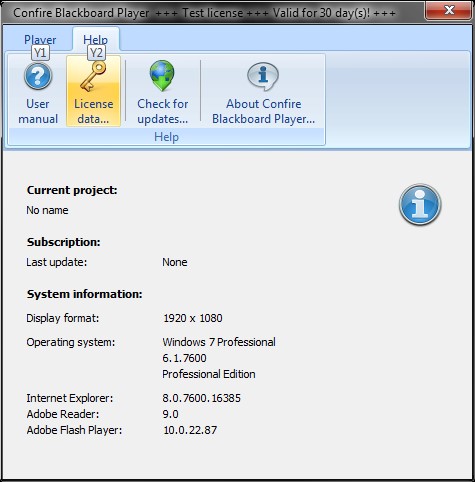 Confire Blackboard Player +++ Test license +++ Valid for 30 day(s)! +++
Player Help
Y1 Y2
User manual
License data...
Check for updates...
About Confire Blackboard Player...
Help
Current project:
No name
Subscription:
Last update: None
System information:
Display format: 1920 x 1080
Operating system: Windows 7 Professional
6.1.7600
Professional Edition
Internet Explorer: 8.0.7600.16385
Adobe Reader: 9.0
Adobe Flash Player: 10.0.22.87